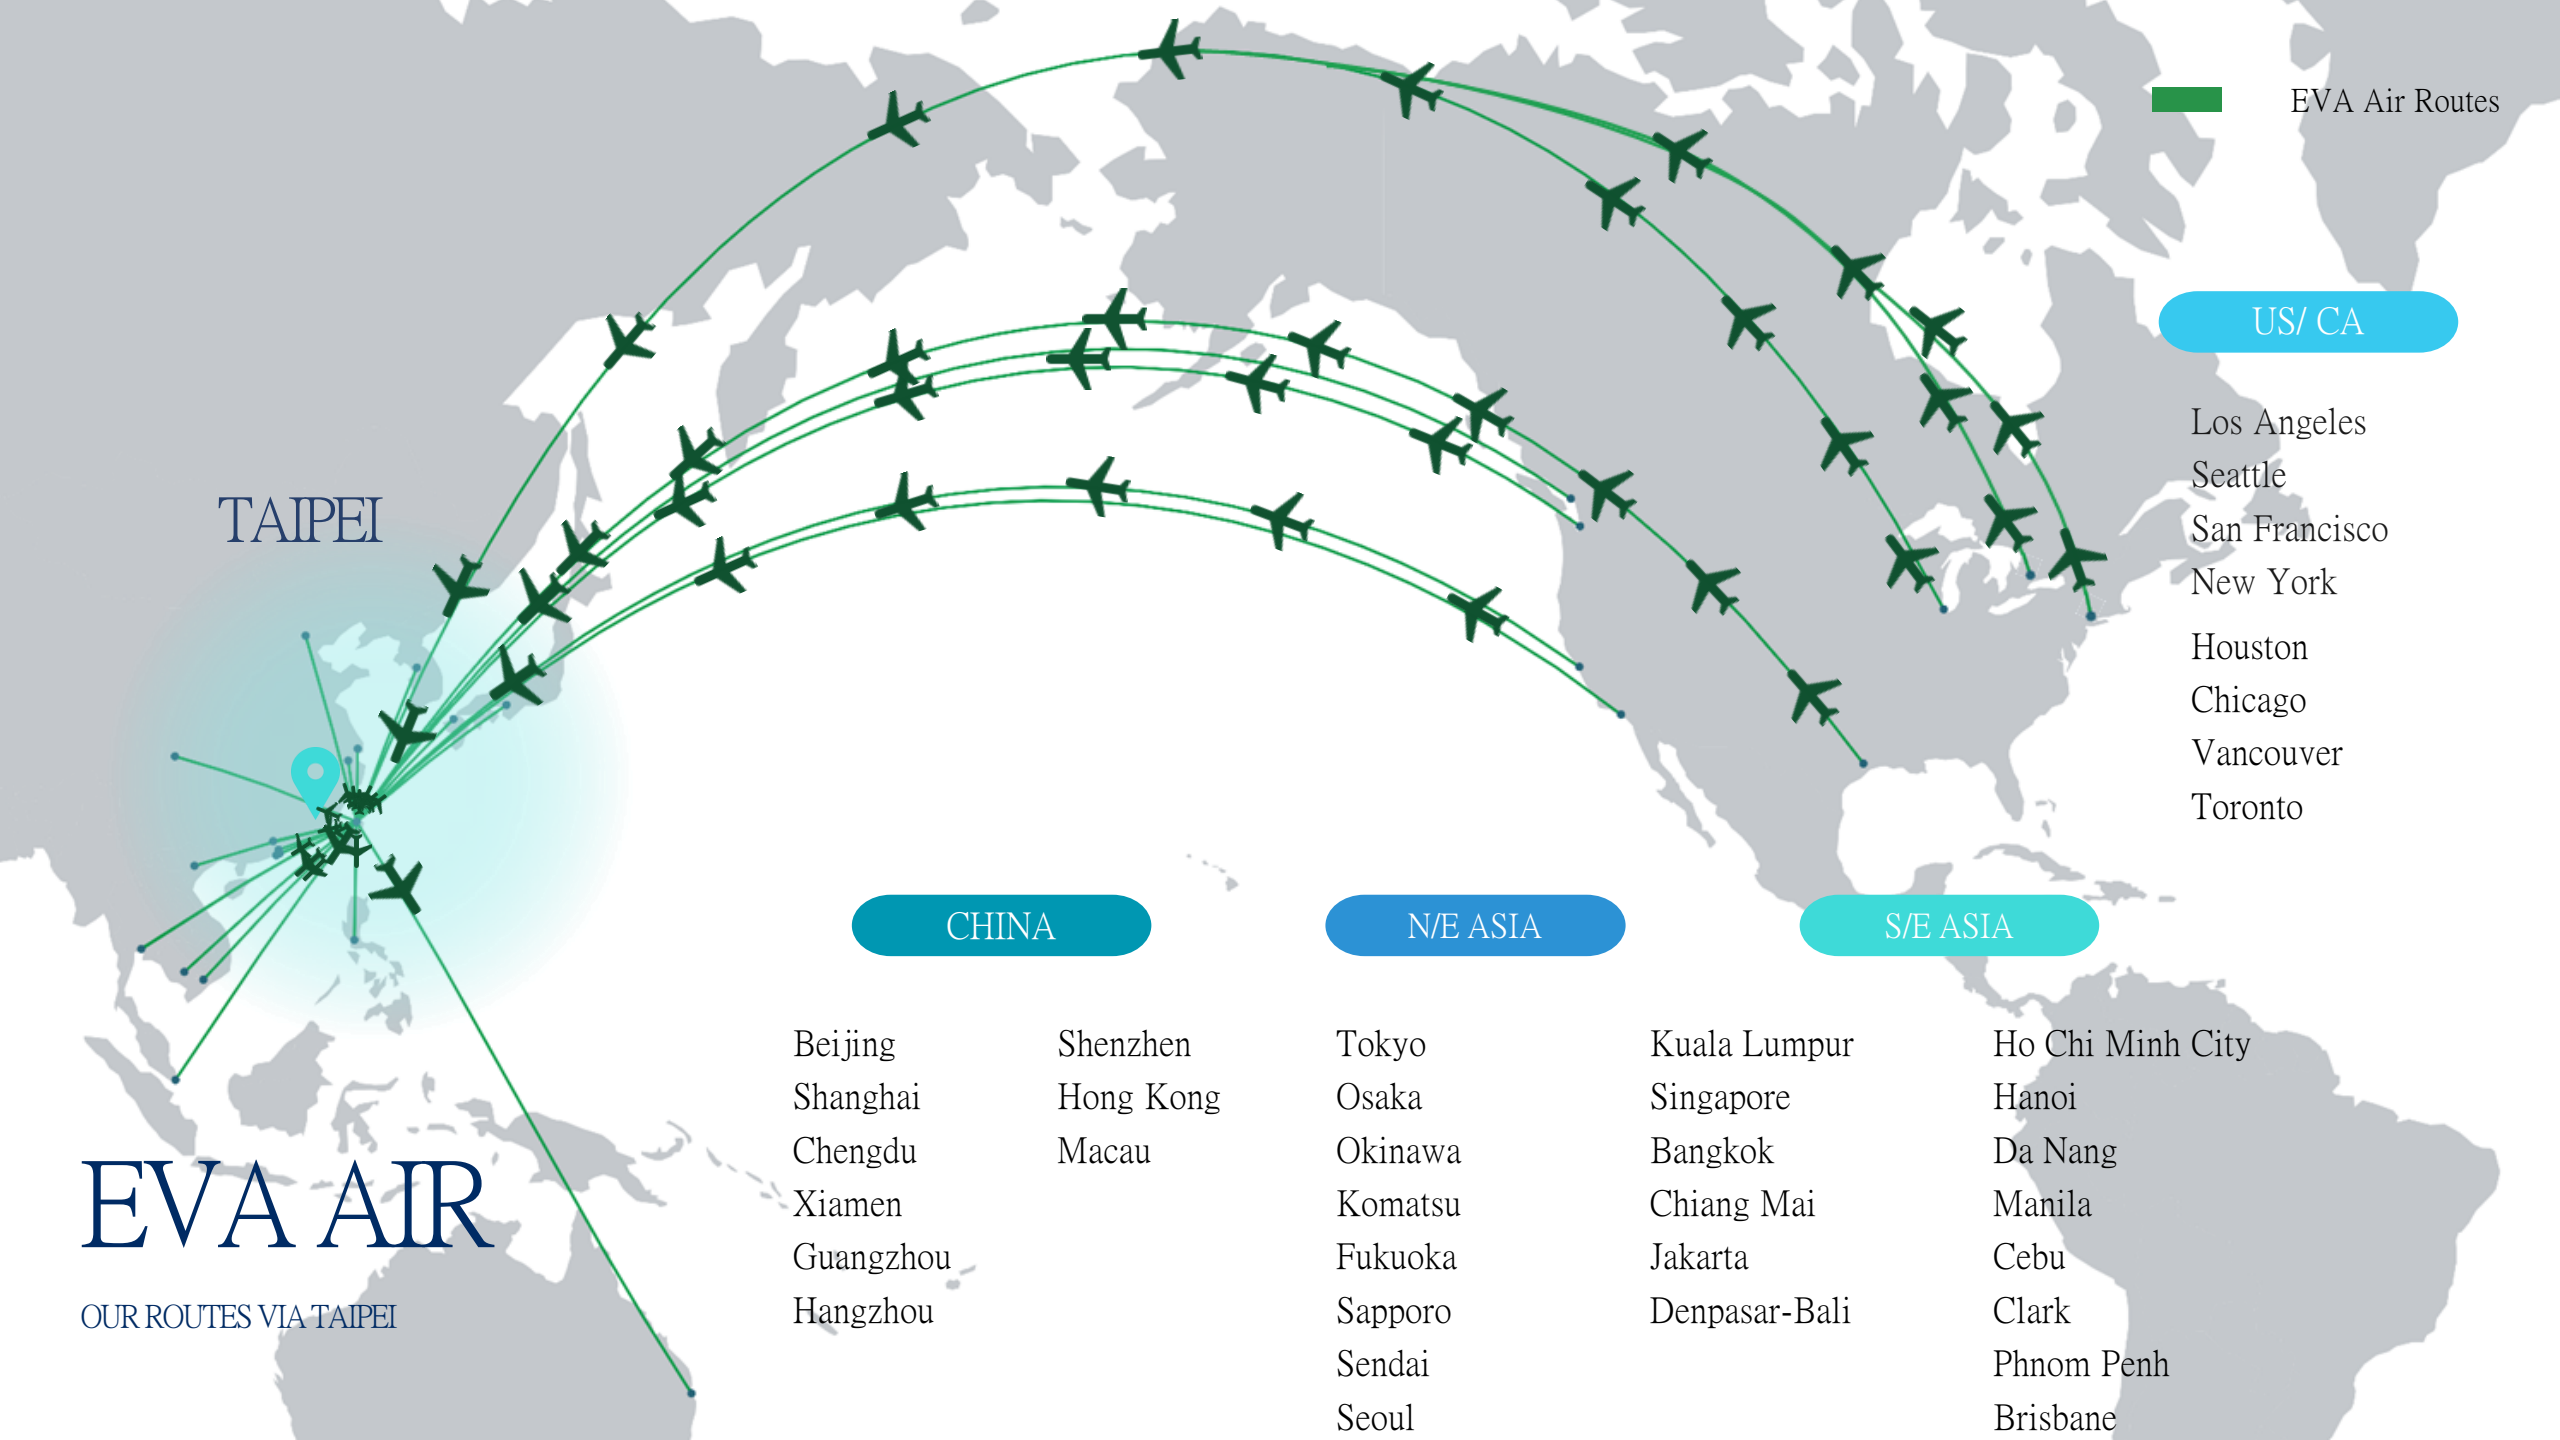 EVA Air Routes
US/ CA
Los Angeles
Seattle
San Francisco
New York
Houston
Chicago
Vancouver
Toronto
TAIPEI
CHINA
Beijing
Shanghai
Chengdu
Xiamen
Guangzhou
Hangzhou
Shenzhen
Hong Kong
Macau
N/E ASIA
Tokyo
Osaka
Okinawa
Komatsu
Fukuoka
Sapporo
Sendai
Seoul
S/E ASIA
Kuala Lumpur
Singapore
Bangkok
Chiang Mai
Jakarta
Denpasar-Bali
Ho Chi Minh City
Hanoi
Da Nang
Manila
Cebu
Clark
Phnom Penh
Brisbane
EVA AIR
OUR ROUTES VIA TAIPEI